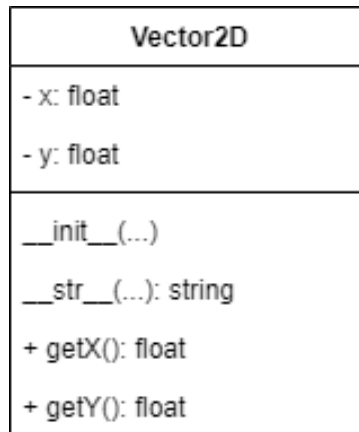 Vector2D
- x: float
- y: float
__init__(...)
__str__(...): string
+ getX(): float
+ getY(): float